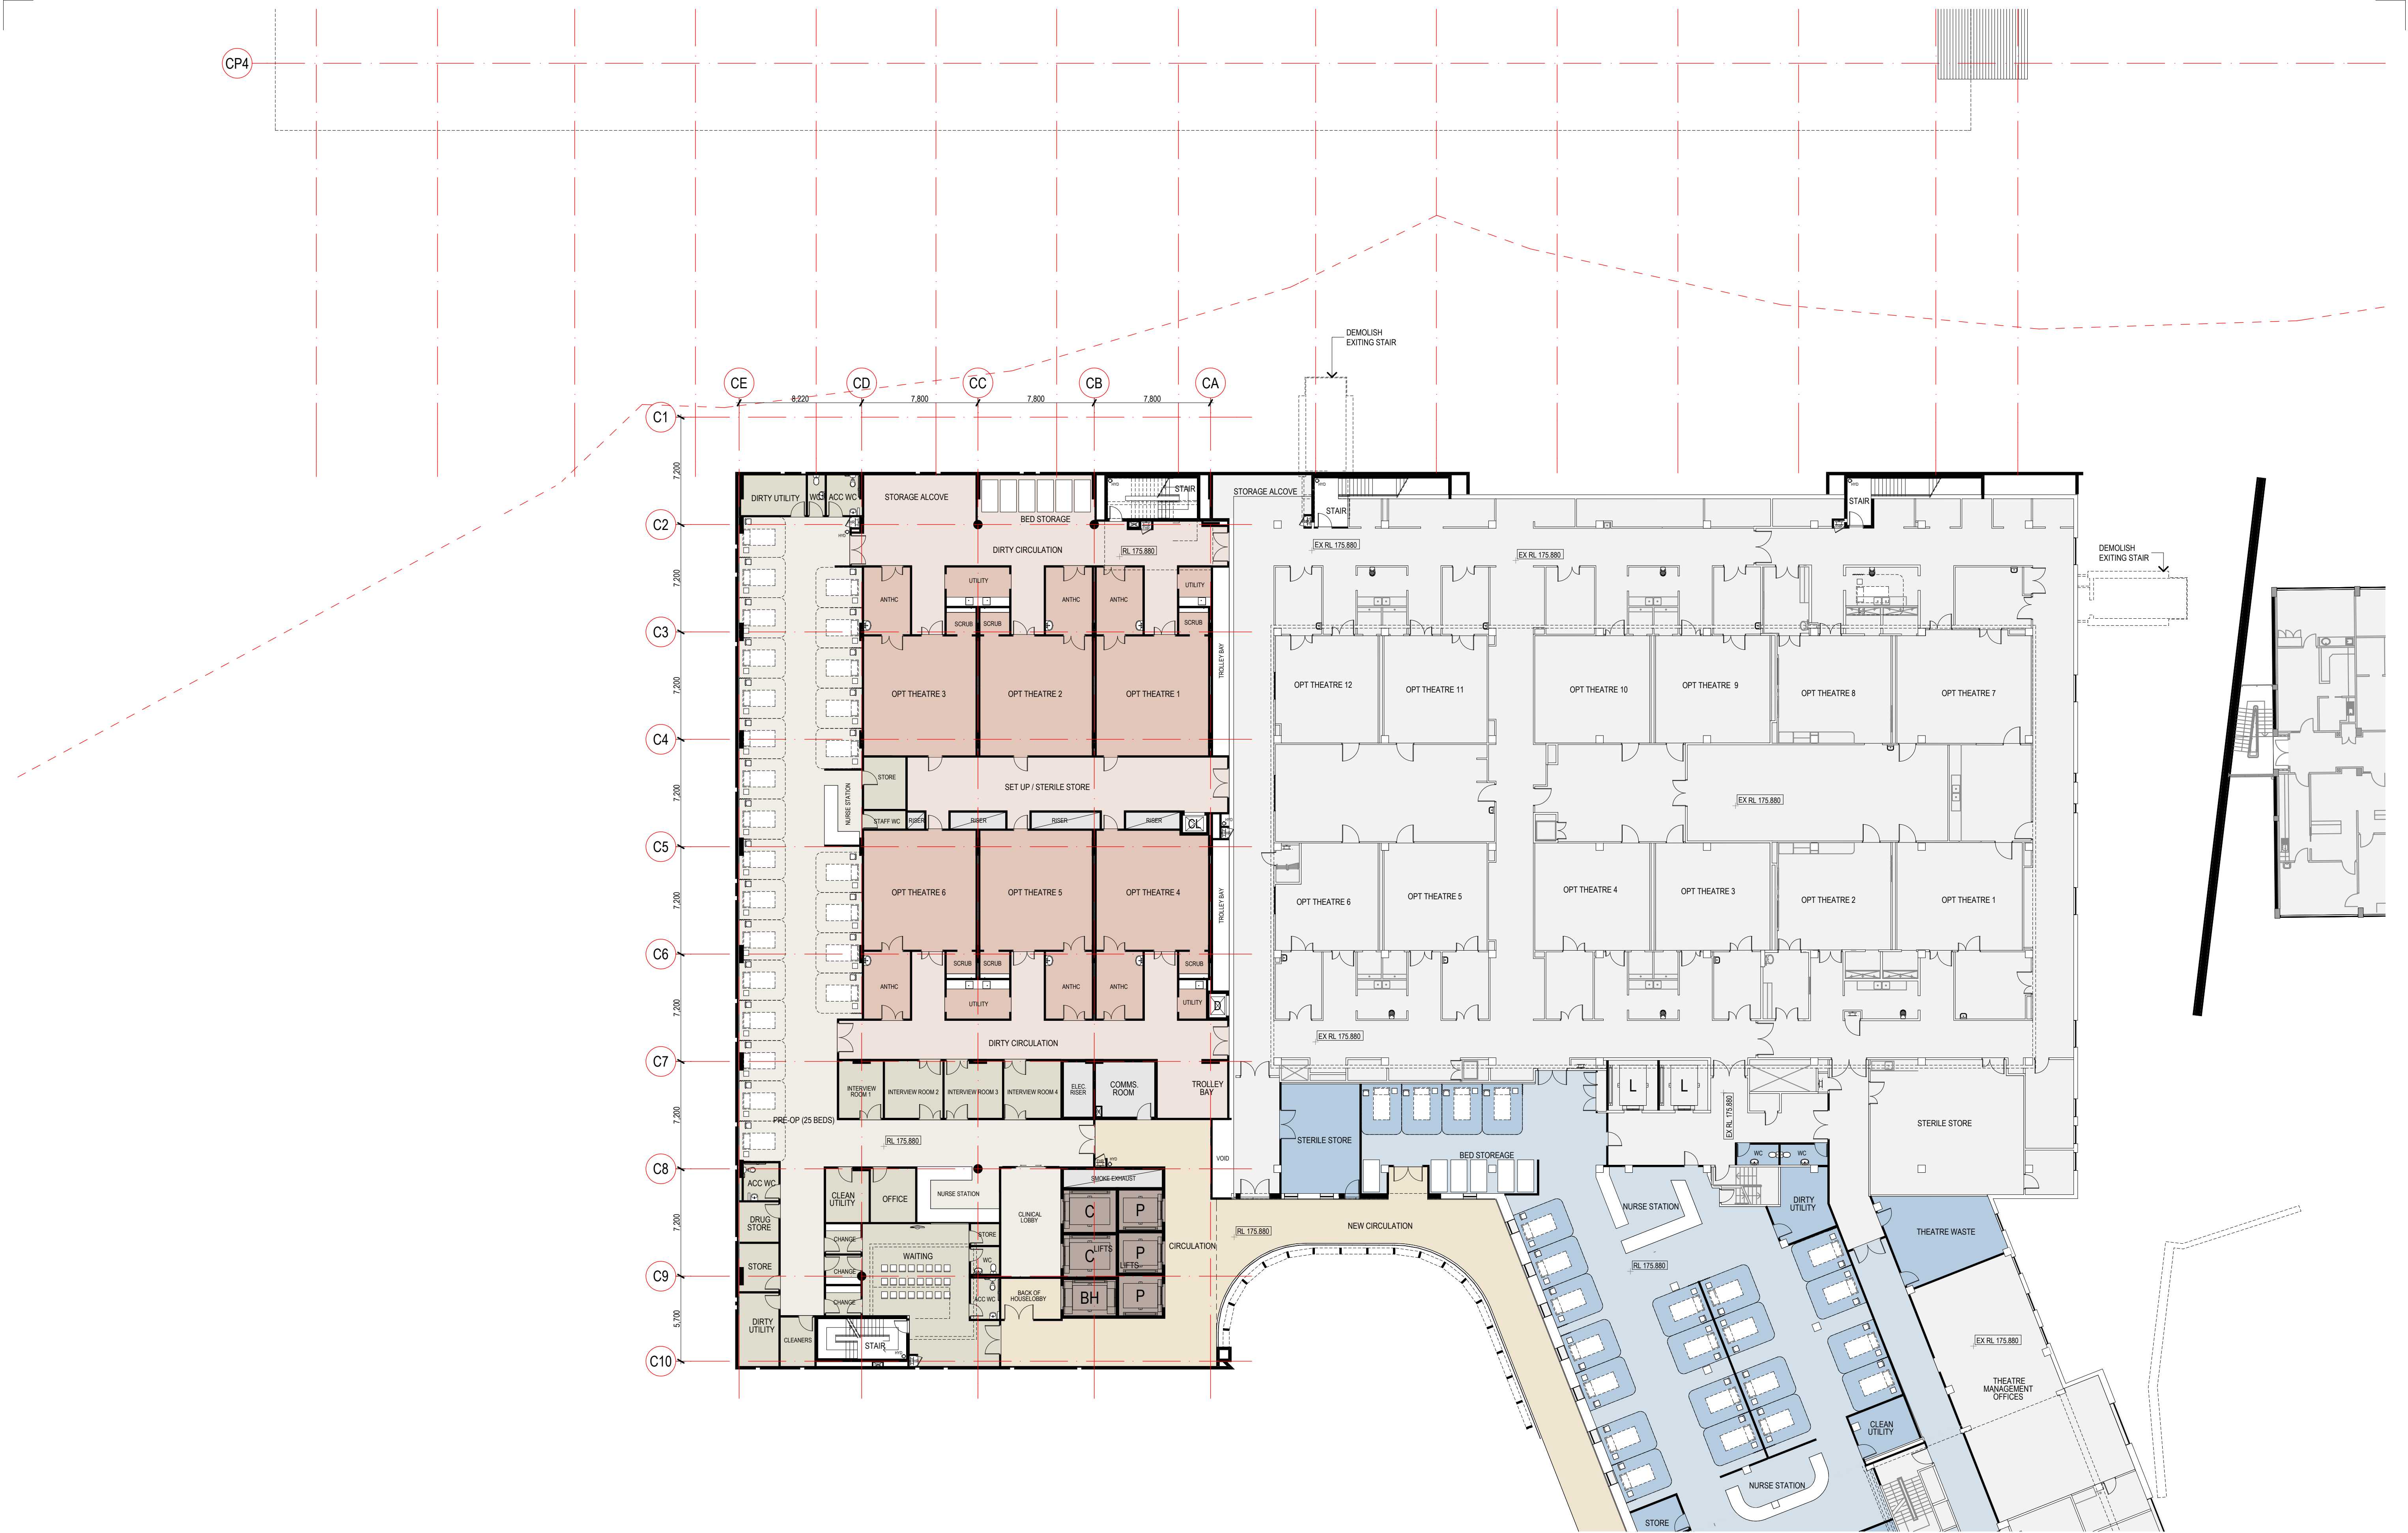 CP4
DEMOLISH
EXITING STAIR
CE
CD
CC
CB
CA
8,220
7,800
7,800
7,800
C1
7,200
DIRTY UTILITY
WC
ACC WC
STORAGE ALCOVE
BED STORAGE
STAIR
STORAGE ALCOVE
STAIR
STAIR
C2
DIRTY CIRCULATION
RL 175.880
EX RL 175.880
EX RL 175.880
DEMOLISH
EXITING STAIR
7,200
ANTHC
UTILITY
ANTHC
ANTHC
UTILITY
SCRUB
SCRUB
SCRUB
C3
7,200
TROLLEY BAY
OPT THEATRE 3
OPT THEATRE 2
OPT THEATRE 1
OPT THEATRE 12
OPT THEATRE 11
OPT THEATRE 10
OPT THEATRE 9
OPT THEATRE 8
OPT THEATRE 7
C4
7,200
STORE
SET UP / STERILE STORE
NURSE STATION
EX RL 175.880
STAFF WC
RISER
RISER
RISER
RISER
CL
C5
7,200
OPT THEATRE 6
OPT THEATRE 5
OPT THEATRE 4
TROLLEY BAY
OPT THEATRE 6
OPT THEATRE 5
OPT THEATRE 4
OPT THEATRE 3
OPT THEATRE 2
OPT THEATRE 1
C6
SCRUB
SCRUB
SCRUB
7,200
ANTHC
ANTHC
ANTHC
UTILITY
UTILITY
D
DIRTY CIRCULATION
EX RL 175.880
C7
7,200
INTERVIEW
ROOM 1
INTERVIEW ROOM 2
INTERVIEW ROOM 3
INTERVIEW ROOM 4
ELEC.
RISER
COMMS.
ROOM
TROLLEY
BAY
L
L
EX RL 175.880
PRE-OP (25 BEDS)
RL 175.880
STERILE STORE
BED STOREAGE
WC
WC
STERILE STORE
VOID
C8
7,200
ACC WC
CLEAN
UTILITY
OFFICE
NURSE STATION
SMOKE EXHAUST
CLINICAL
LOBBY
C
P
DRUG
STORE
NURSE STATION
DIRTY
UTILITY
NEW CIRCULATION
RL 175.880
THEATRE WASTE
CHANGE
STORE
CIRCULATION
WAITING
C
LIFTS
P
LIFTS
WC
STORE
CHANGE
RL 175.880
C9
5,700
CHANGE
ACC WC
BACK OF
HOUSELOBBY
BH
P
DIRTY
UTILITY
CLEANERS
STAIR
EX RL 175.880
C10
THEATRE
MANAGEMENT
OFFICES
CLEAN
UTILITY
NURSE STATION
STORE